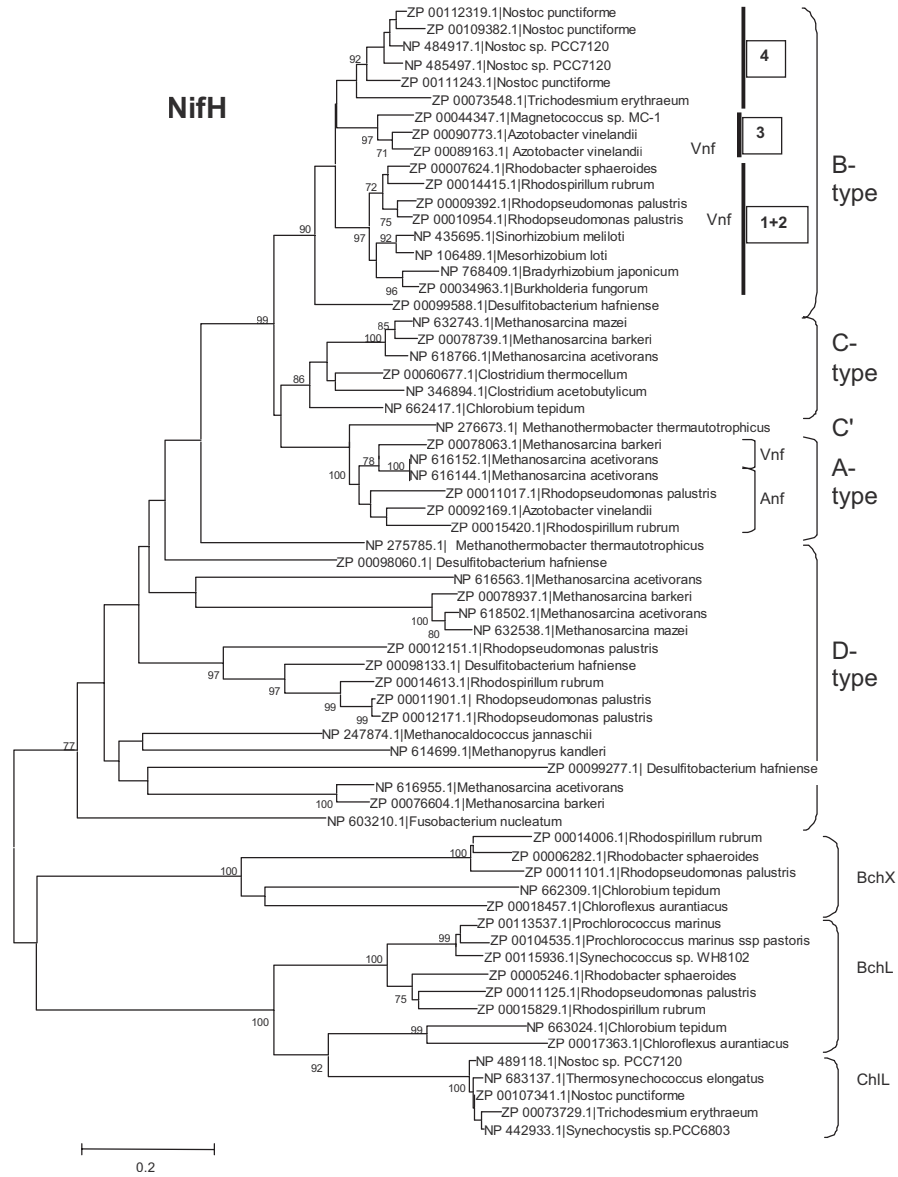 ZP 00112319.1|Nostoc punctiforme
ZP 00109382.1|Nostoc punctiforme
NP 484917.1|Nostoc sp. PCC7120
92
NP 485497.1|Nostoc sp. PCC7120
4
ZP 00111243.1|Nostoc punctiforme
ZP 00073548.1|Trichodesmium erythraeum
NifH
ZP 00044347.1|Magnetococcus sp. MC-1
ZP 00090773.1|Azotobacter vinelandii
3
97
71
ZP 00089163.1| Azotobacter vinelandii
Vnf
ZP 00007624.1|Rhodobacter sphaeroides
B-
type
72
ZP 00014415.1|Rhodospirillum rubrum
ZP 00009392.1|Rhodopseudomonas palustris
75
ZP 00010954.1|Rhodopseudomonas palustris
Vnf
1+2
90
97
92
NP 435695.1|Sinorhizobium meliloti
NP 106489.1|Mesorhizobium loti
NP 768409.1|Bradyrhizobium japonicum
96
ZP 00034963.1|Burkholderia fungorum
ZP 00099588.1|Desulfitobacterium hafniense
99
85
NP 632743.1|Methanosarcina mazei
100
ZP 00078739.1|Methanosarcina barkeri
NP 618766.1|Methanosarcina acetivorans
C-
type
ZP 00060677.1|Clostridium thermocellum
86
NP 346894.1|Clostridium acetobutylicum
NP 662417.1|Chlorobium tepidum
NP 276673.1| Methanothermobacter thermautotrophicus
C'
ZP 00078063.1|Methanosarcina barkeri
Vnf
78
100
NP 616152.1|Methanosarcina acetivorans
100
NP 616144.1|Methanosarcina acetivorans
A-
type
ZP 00011017.1|Rhodopseudomonas palustris
Anf
ZP 00092169.1|Azotobacter vinelandii
ZP 00015420.1|Rhodospirillum rubrum
NP 275785.1| Methanothermobacter thermautotrophicus
ZP 00098060.1| Desulfitobacterium hafniense
NP 616563.1|Methanosarcina acetivorans
ZP 00078937.1|Methanosarcina barkeri
100
NP 618502.1|Methanosarcina acetivorans
80
NP 632538.1|Methanosarcina mazei
ZP 00012151.1|Rhodopseudomonas palustris
D-
type
97
ZP 00098133.1| Desulfitobacterium hafniense
97
ZP 00014613.1|Rhodospirillum rubrum
99
ZP 00011901.1| Rhodopseudomonas palustris
99
ZP 00012171.1|Rhodopseudomonas palustris
NP 247874.1|Methanocaldococcus jannaschii
77
NP 614699.1|Methanopyrus kandleri
ZP 00099277.1| Desulfitobacterium hafniense
NP 616955.1|Methanosarcina acetivorans
100
ZP 00076604.1|Methanosarcina barkeri
NP 603210.1|Fusobacterium nucleatum
ZP 00014006.1|Rhodospirillum rubrum
100
ZP 00006282.1|Rhodobacter sphaeroides
100
ZP 00011101.1|Rhodopseudomonas palustris
BchX
NP 662309.1|Chlorobium tepidum
ZP 00018457.1|Chloroflexus aurantiacus
ZP 00113537.1|Prochlorococcus marinus
99
ZP 00104535.1|Prochlorococcus marinus ssp pastoris
100
ZP 00115936.1|Synechococcus sp. WH8102
BchL
ZP 00005246.1|Rhodobacter sphaeroides
75
ZP 00011125.1|Rhodopseudomonas palustris
ZP 00015829.1|Rhodospirillum rubrum
100
99
NP 663024.1|Chlorobium tepidum
ZP 00017363.1|Chloroflexus aurantiacus
92
NP 489118.1|Nostoc sp. PCC7120
NP 683137.1|Thermosynechococcus elongatus
ChlL
100
ZP 00107341.1|Nostoc punctiforme
ZP 00073729.1|Trichodesmium erythraeum
NP 442933.1|Synechocystis sp.PCC6803
0.2